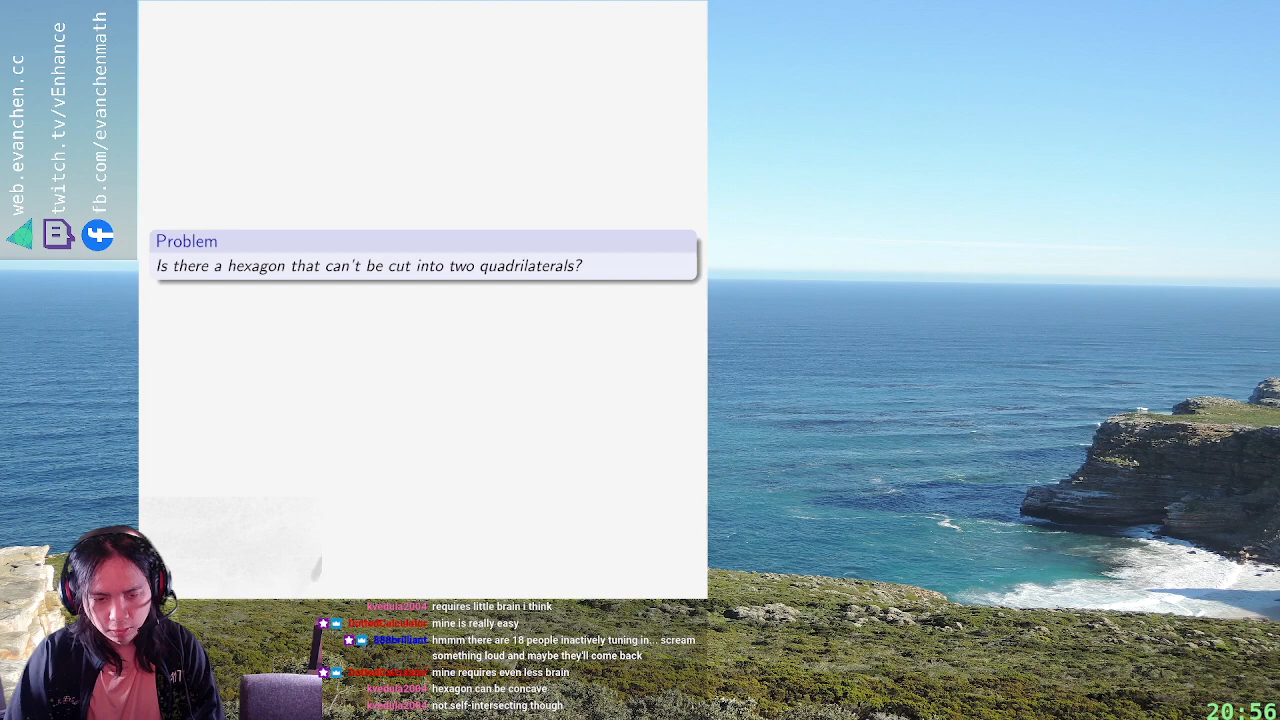 web.evanchen.cc
twitch.tv/vEnhance
fb.com/evanchenmath
Problem
Is there a hexagon that can't be cut into two quadrilaterals?
kvedula2004 requires little brain i think
DottedCalculator mine is really easy
888brilliant hmmm there are 18 people inactively tuning in... scream
something loud and maybe they'll come back
DottedCalculator mine requires even less brain
kvedula2004 hexagon can be concave
kvedula2004 not self-intersecting though
20:56